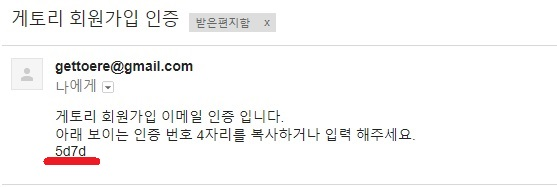 게토리 회원가입 인증 받은편지함 x
gettoere@gmail.com
나에게
게토리 회원가입 이메일 인증 입니다.
아래 보이는 인증 번호 4자리를 복사하거나 입력 해주세요.
5d7d